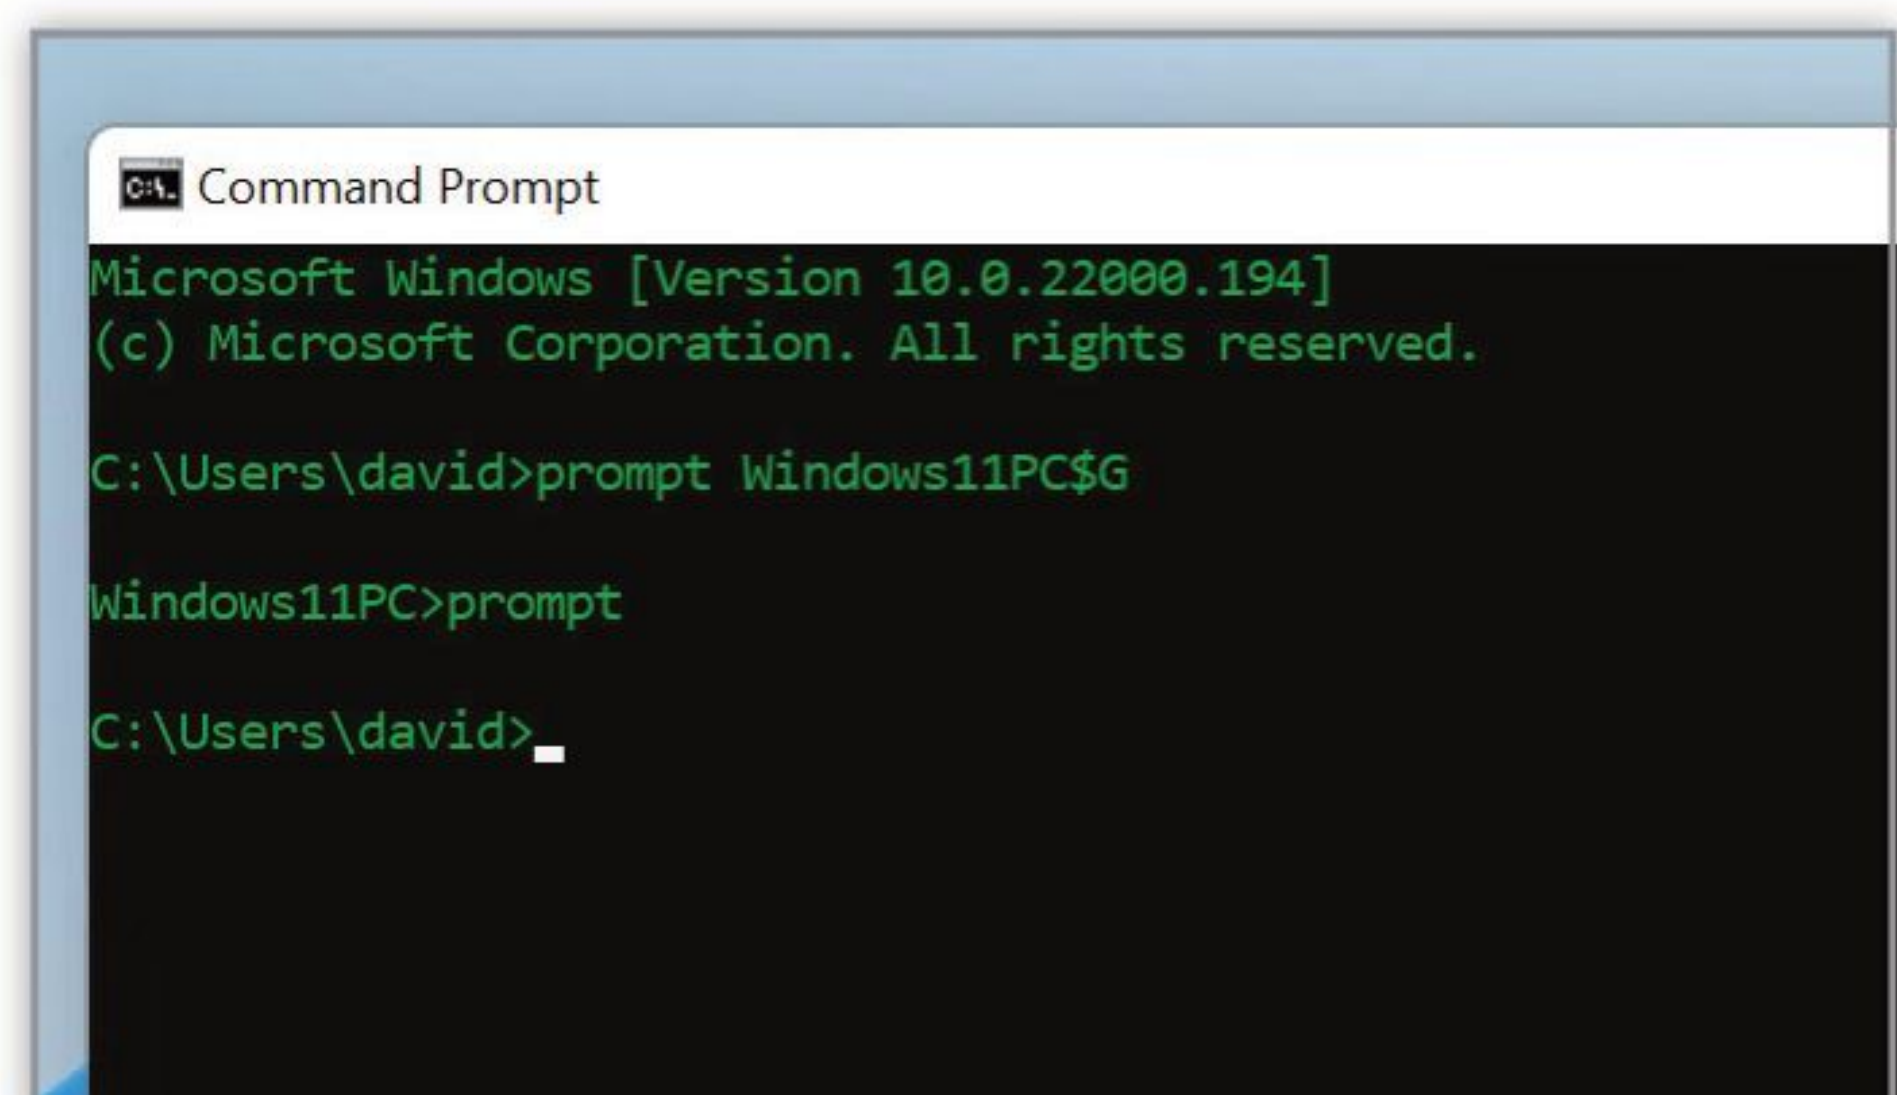 C:\_ Command Prompt
Microsoft Windows [Version 10.0.22000.194]
(c) Microsoft Corporation. All rights reserved.
C:\Users\david>prompt Windows11PC$G
Windows11PC>prompt
C:\Users\david>